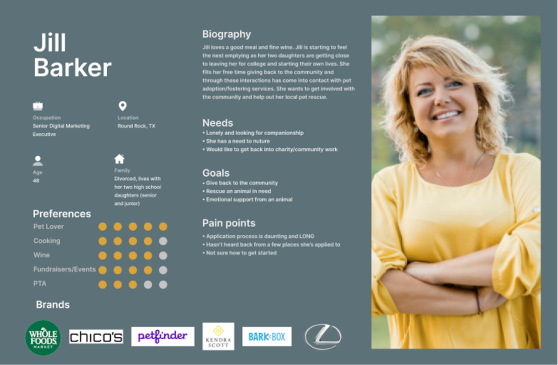 Jill
Barker
Occupation
Senior Digital Marketing
Executive
Location
Round Rock, TX
Age
48
Family
Divorced, lives with
her two high school
daughters (senior
and junior)
Preferences
Pet Lover
Cooking
Wine
Fundraisers/Events
PTA
Brands
WHOLE
FOODS
MARKET
chico's
petfinder
KENDRA
SCOTT
BARK BOX
Biography
Jill loves a good meal and fine wine. Jill is starting to feel
the nest emptying as her two daughters are getting close
to leaving her for college and starting their own lives. She
fills her free time giving back to the community and
through these interactions has come into contact with pet
adoption/fostering services. She wants to get involved with
the community and help out her local pet rescue.
Needs
• Lonely and looking for companionship
• She has a need to nuture
• Would like to get back into charity/community work
Goals
• Give back to the community
• Rescue an animal in need
• Emotional support from an animal
Pain points
• Application process is daunting and LONG
• Hasn't heard back from a few places she's applied to
• Not sure how to get started